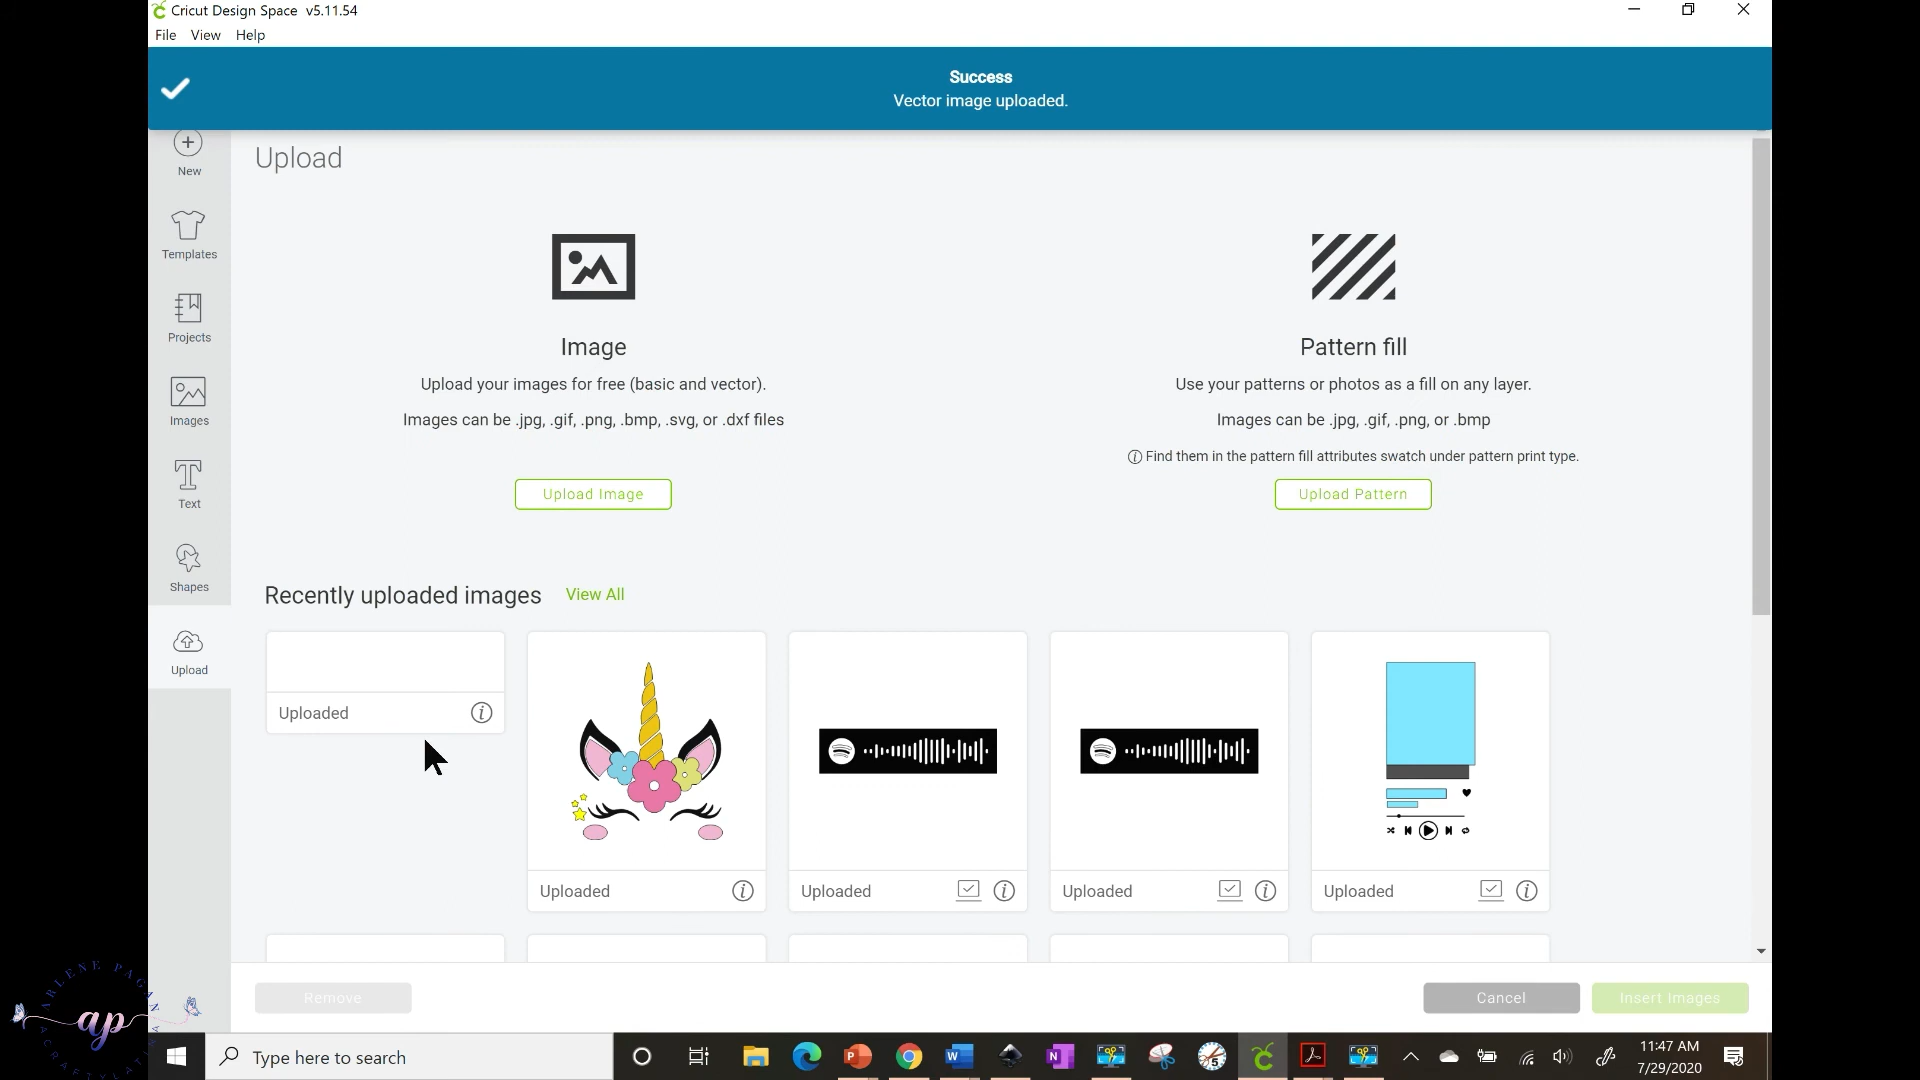 Cricut Design Space v5.11.54
File View Help
Success
Vector image uploaded.
New
Templates
Projects
Images
Text
Shapes
Upload
Upload
Image
Upload your images for free (basic and vector).
Images can be .jpg, .gif, .png, .bmp, .svg, or .dxf files
Upload Image
Pattern fill
Use your patterns or photos as a fill on any layer.
Images can be .jpg, .gif, .png, or .bmp
Find them in the pattern fill attributes swatch under pattern print type.
Upload Pattern
Recently uploaded images View All
Uploaded
Uploaded
Uploaded
Uploaded
Uploaded
Remove
Cancel
Insert Images
ap
Type here to search
11:47 AM
7/29/2020